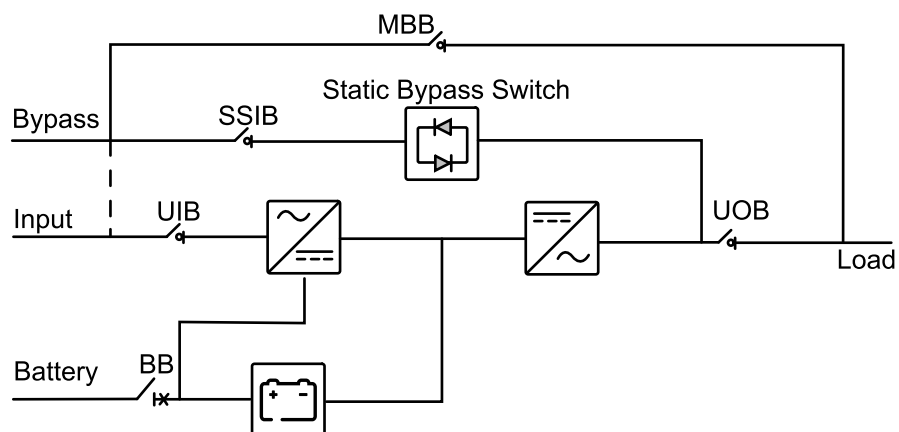 MBB
Static Bypass Switch
Bypass
SSIB
Input
UIB
UOB
Load
Battery
BB